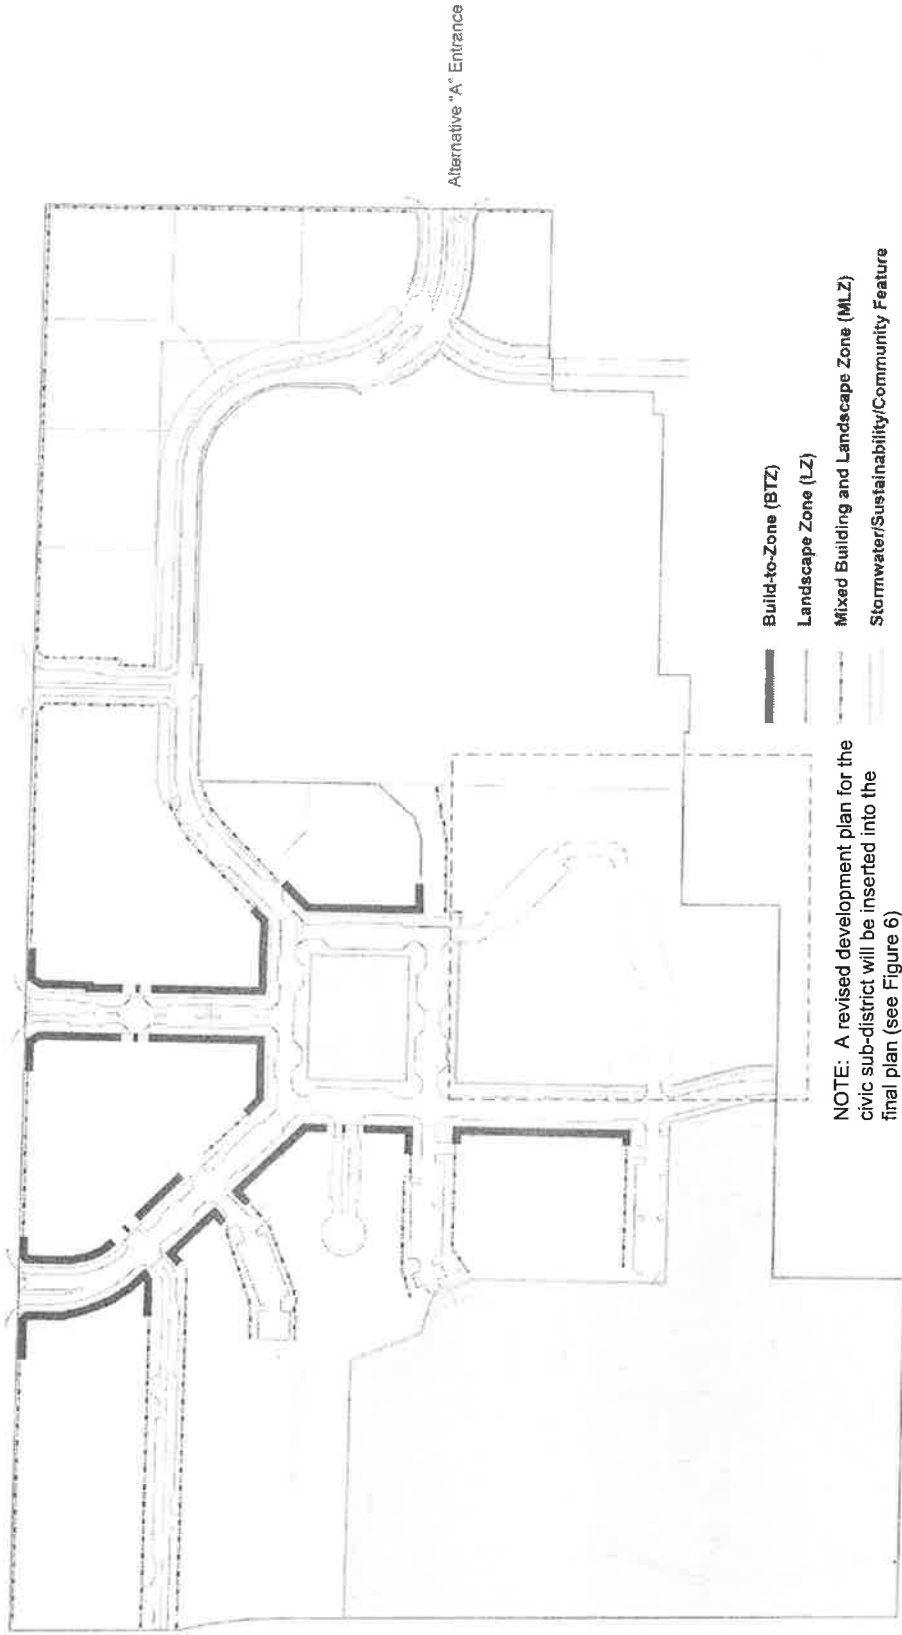 Alternative "A" Entrance
Build-to-Zone (BTZ)
Landscape Zone (LZ)
Mixed Building and Landscape Zone (MLZ)
Stormwater/Sustainability/Community Feature
NOTE: A revised development plan for the
civic sub-district will be inserted into the
final plan (see Figure 6)